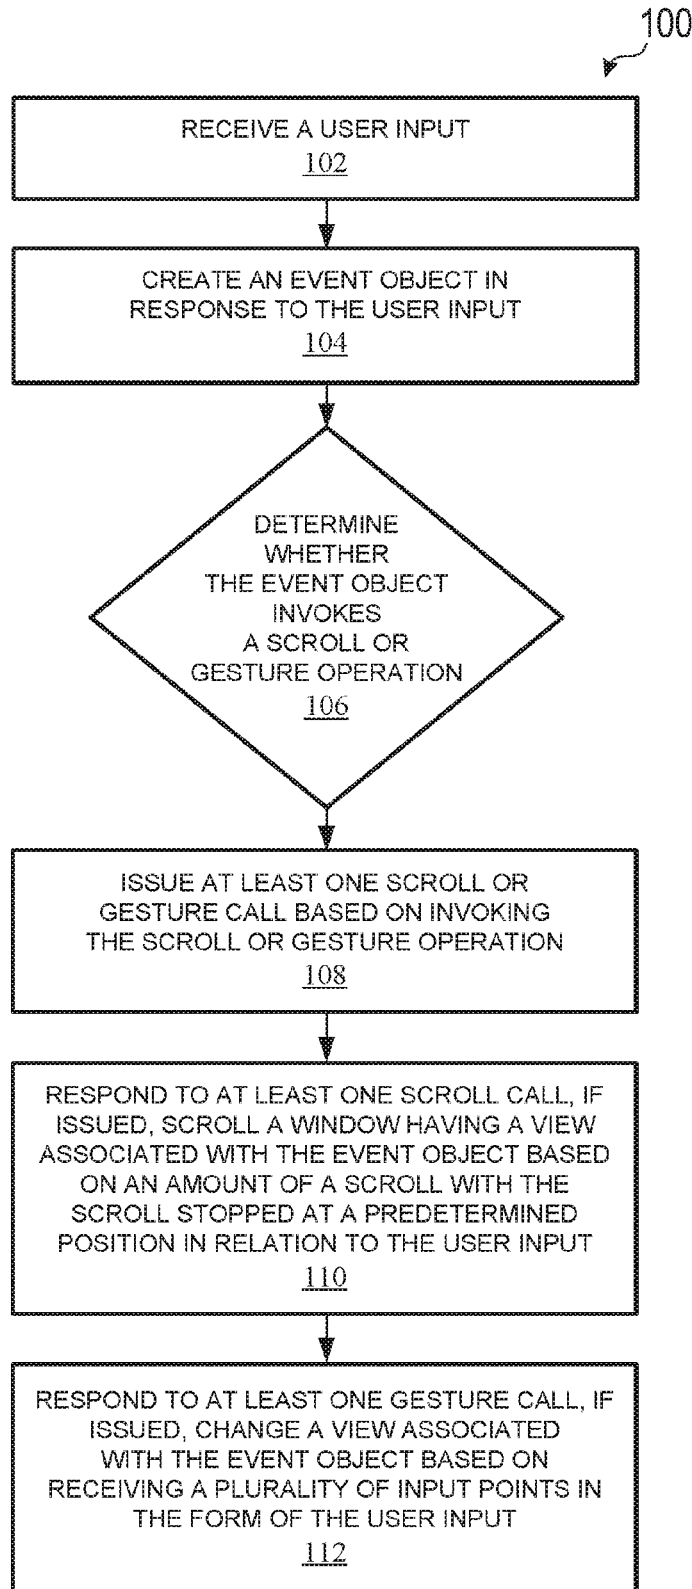 100
RECEIVE A USER INPUT
102
CREATE AN EVENT OBJECT IN
RESPONSE TO THE USER INPUT
104
DETERMINE
WHETHER
THE EVENT OBJECT
INVOKES
A SCROLL OR
GESTURE OPERATION
106
ISSUE AT LEAST ONE SCROLL OR
GESTURE CALL BASED ON INVOKING
THE SCROLL OR GESTURE OPERATION
108
RESPOND TO AT LEAST ONE SCROLL CALL, IF
ISSUED, SCROLL A WINDOW HAVING A VIEW
ASSOCIATED WITH THE EVENT OBJECT BASED
ON AN AMOUNT OF A SCROLL WITH THE
SCROLL STOPPED AT A PREDETERMINED
POSITION IN RELATION TO THE USER INPUT
110
RESPOND TO AT LEAST ONE GESTURE CALL, IF
ISSUED, CHANGE A VIEW ASSOCIATED
WITH THE EVENT OBJECT BASED ON
RECEIVING A PLURALITY OF INPUT POINTS IN
THE FORM OF THE USER INPUT
112